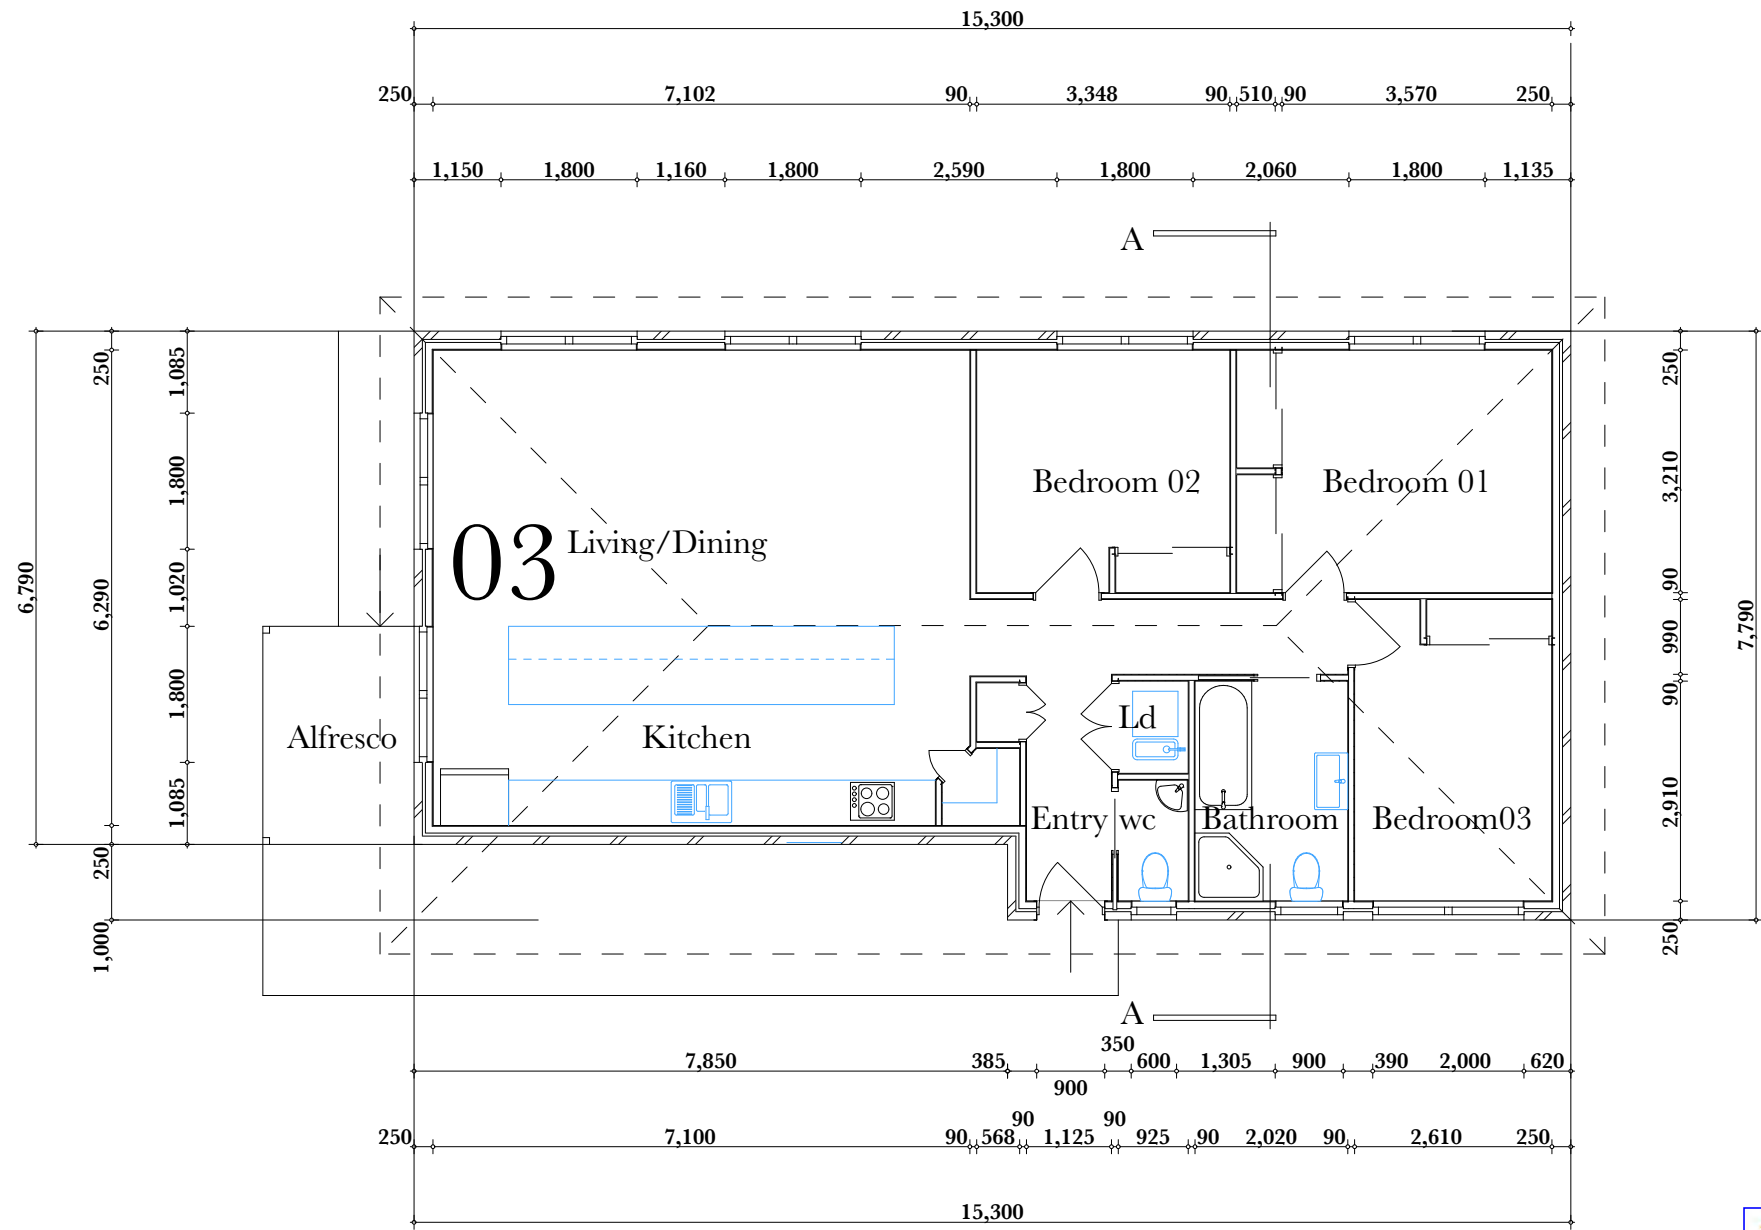 15,300
250 7,102 90 3,348 90 510 90 3,570 250
1,150 1,800 1,160 1,800 2,590 1,800 2,060 1,800 1,135
A
6,790
6,290
250
250
1,000
1,085
1,800
1,020
1,800
1,085
250
3,210
90
990
90
2,910
250
7,790
Bedroom 02
Bedroom 01
03
Living/Dining
Alfresco
Kitchen
Ld
Entry
wc
Bathroom
Bedroom03
A
7,850 385 900 350 600 1,305 900 390 2,000 620
250 7,100 90 568 90 1,125 90 925 90 2,020 90 2,610 250
15,300